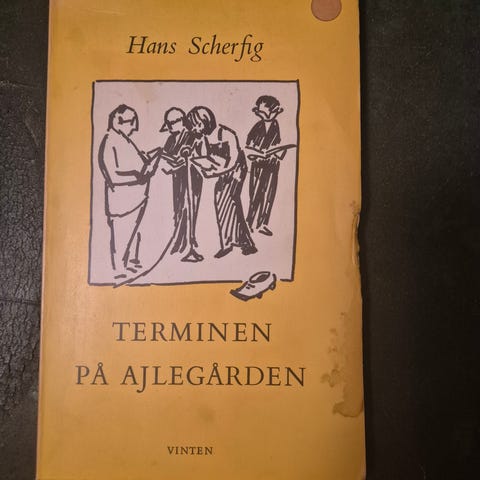 Hans Scherfig
TERMINEN
PÅ AJLEGÅRDEN
VINTEN